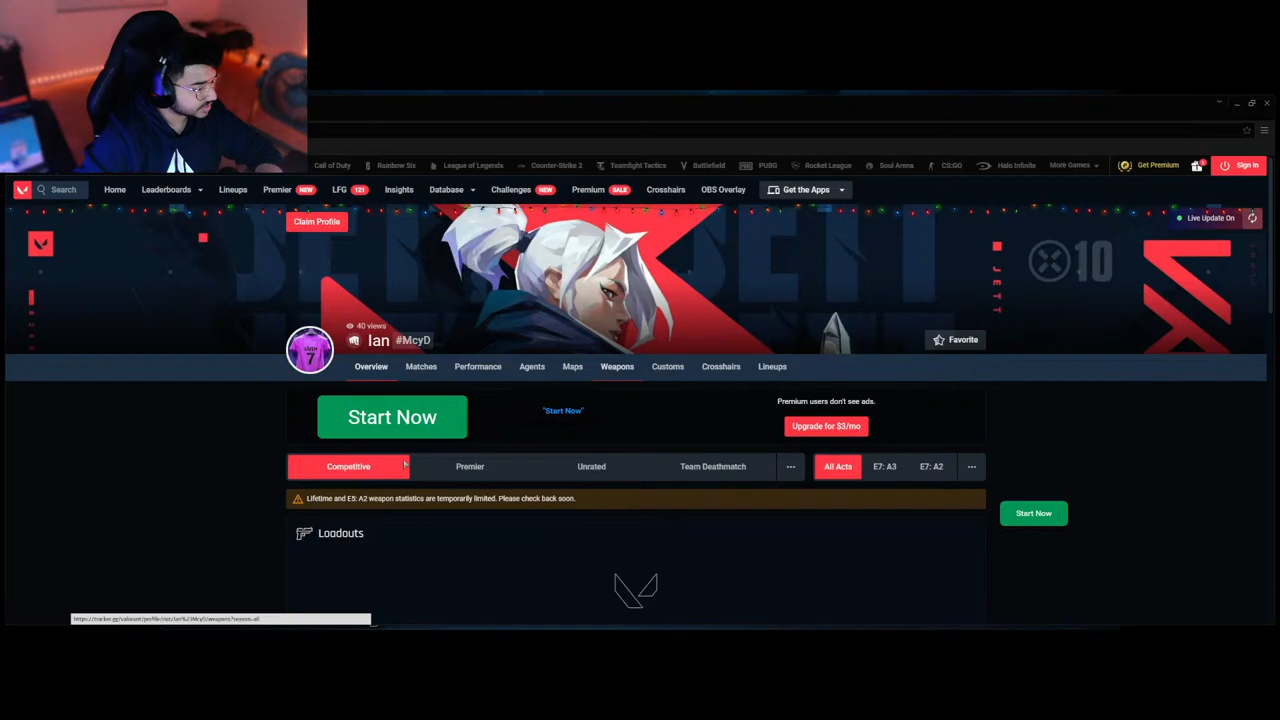 Call of Duty Rainbow Six League of Legends Counter-Strike 2 Teamfight Tactics Battlefield PUBG Rocket League Soul Arena CS:GO Halo Infinite More Games Get Premium Sign In
Search Home Leaderboards Lineups Premier NEW LFG 121 Insights Database Challenges NEW Premium SALE Crosshairs OBS Overlay Get the Apps
Claim Profile
Live Update On
10
JETT
40 views
Ian #McyD
Favorite
7
Overview Matches Performance Agents Maps Weapons Customs Crosshairs Lineups
Start Now
"Start Now"
Premium users don't see ads.
Upgrade for $3/mo
Competitive Premier Unrated Team Deathmatch ... All Acts E7: A3 E7: A2 ...
Lifetime and E5: A2 weapon statistics are temporarily limited. Please check back soon.
Start Now
Loadouts